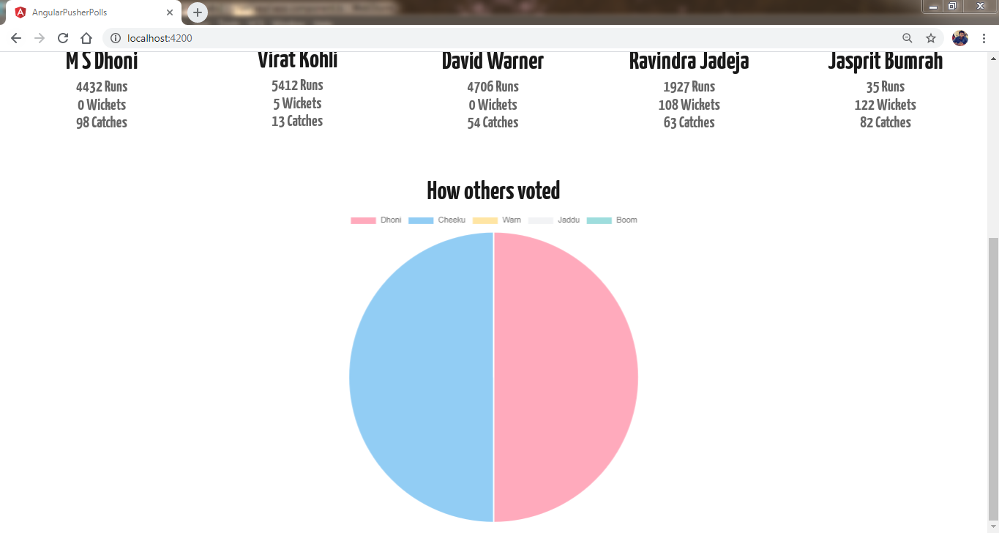 AngularPusherPolls
localhost:4200
M S Dhoni
4432 Runs
0 Wickets
98 Catches
Virat Kohli
5412 Runs
5 Wickets
13 Catches
David Warner
4706 Runs
0 Wickets
54 Catches
Ravindra Jadeja
1927 Runs
108 Wickets
63 Catches
Jasprit Bumrah
35 Runs
122 Wickets
82 Catches
How others voted
Dhoni Cheeku Warn Jaddu Boom